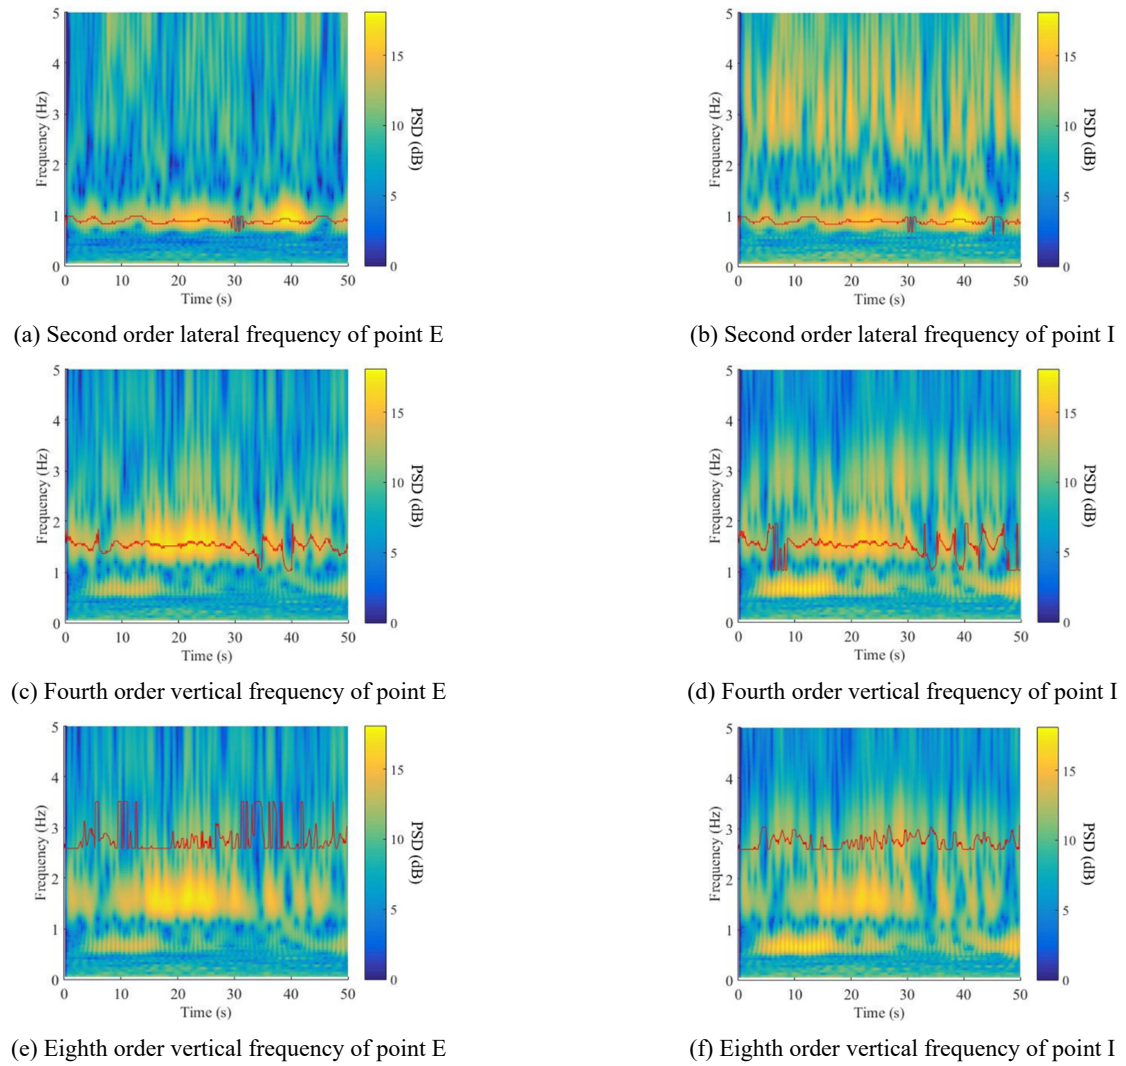 5
4
3
2
1
0
Frequency (Hz)
0 10 20 30 40 50
Time (s)
15
10
5
0
PSD (dB)
(a) Second order lateral frequency of point E
5
4
3
2
1
0
Frequency (Hz)
0 10 20 30 40 50
Time (s)
15
10
5
0
PSD (dB)
(b) Second order lateral frequency of point I
5
4
3
2
1
0
Frequency (Hz)
0 10 20 30 40 50
Time (s)
15
10
5
0
PSD (dB)
(c) Fourth order vertical frequency of point E
5
4
3
2
1
0
Frequency (Hz)
0 10 20 30 40 50
Time (s)
15
10
5
0
PSD (dB)
(d) Fourth order vertical frequency of point I
5
4
3
2
1
0
Frequency (Hz)
0 10 20 30 40 50
Time (s)
15
10
5
0
PSD (dB)
(e) Eighth order vertical frequency of point E
5
4
3
2
1
0
Frequency (Hz)
0 10 20 30 40 50
Time (s)
15
10
5
0
PSD (dB)
(f) Eighth order vertical frequency of point I